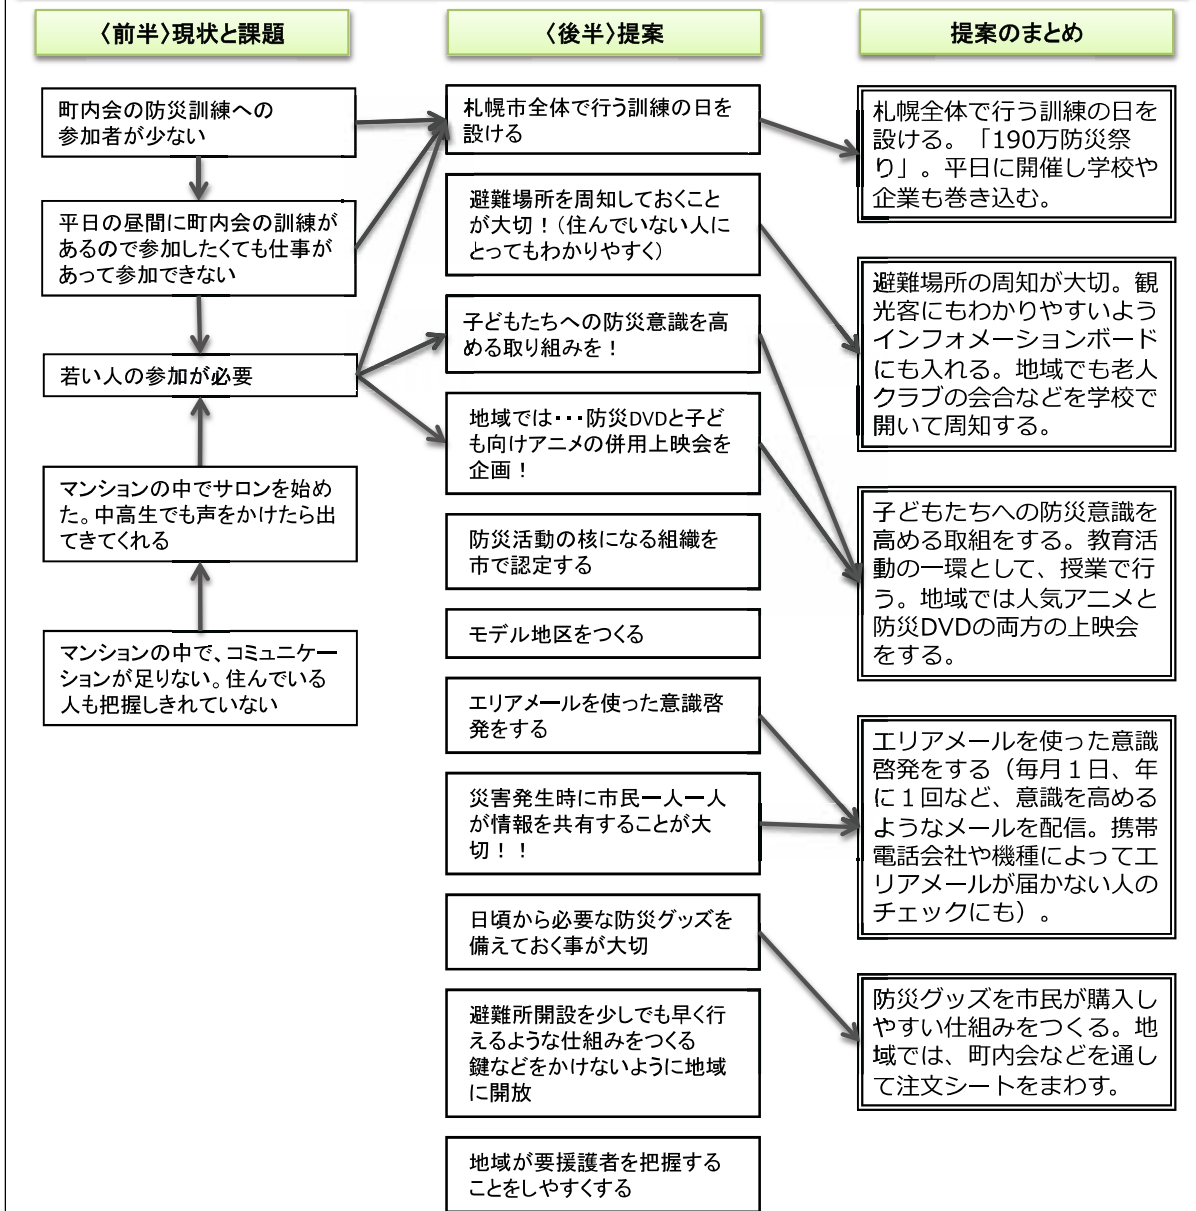 〈前半〉現状と課題
町内会の防災訓練への
参加者が少ない
平日の昼間に町内会の訓練が
あるので参加したくても仕事が
あって参加できない
若い人の参加が必要
マンションの中でサロンを始め
た。中高生でも声をかけたら出
てきてくれる
マンションの中で、コミュニケー
ションが足りない。住んでいる
人も把握しきれていない
〈後半〉提案
札幌市全体で行う訓練の日を
設ける
避難場所を周知しておくこと
が大切！（住んでいない人に
とってもわかりやすく）
子どもたちへの防災意識を高
める取り組みを！
地域では・・・防災DVDと子ど
も向けアニメの併用上映会を
企画！
防災活動の核になる組織を
市で認定する
モデル地区をつくる
エリアメールを使った意識啓
発をする
災害発生時に市民一人一人
が情報を共有することが大
切！！
日頃から必要な防災グッズを
備えておく事が大切
避難所開設を少しでも早く行
えるような仕組みをつくる
鍵などをかけないように地域
に開放
地域が要援護者を把握する
ことをしやすくする
提案のまとめ
札幌全体で行う訓練の日を
設ける。「190万防災祭
り」。平日に開催し学校や
企業も巻き込む。
避難場所の周知が大切。観
光客にもわかりやすいよう
インフォメーションボード
にも入れる。地域でも老人
クラブの会合などを学校で
開いて周知する。
子どもたちへの防災意識を
高める取組をする。教育活
動の一環として、授業で行
う。地域では人気アニメと
防災DVDの両方の上映会
をする。
エリアメールを使った意識
啓発をする（毎月１日、年
に１回など、意識を高める
ようなメールを配信。携帯
電話会社や機種によってエ
リアメールが届かない人の
チェックにも）。
防災グッズを市民が購入し
やすい仕組みをつくる。地
域では、町内会などを通し
て注文シートをまわす。